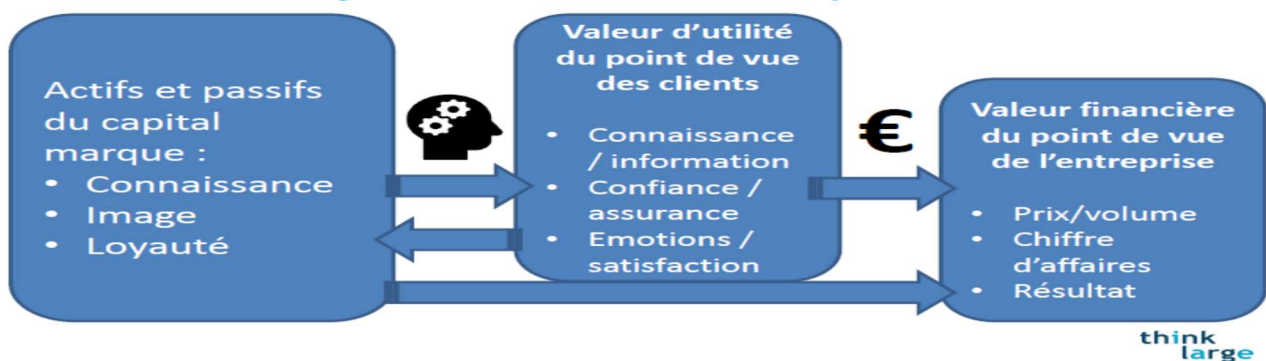 Actifs et passifs
du capital
marque :
• Connaissance
• Image
• Loyauté
Valeur d'utilité
du point de vue
des clients
• Connaissance
/ information
• Confiance /
assurance
• Emotions /
satisfaction
€
Valeur financière
du point de vue
de l'entreprise
• Prix/volume
• Chiffre
d'affaires
• Résultat
think
large